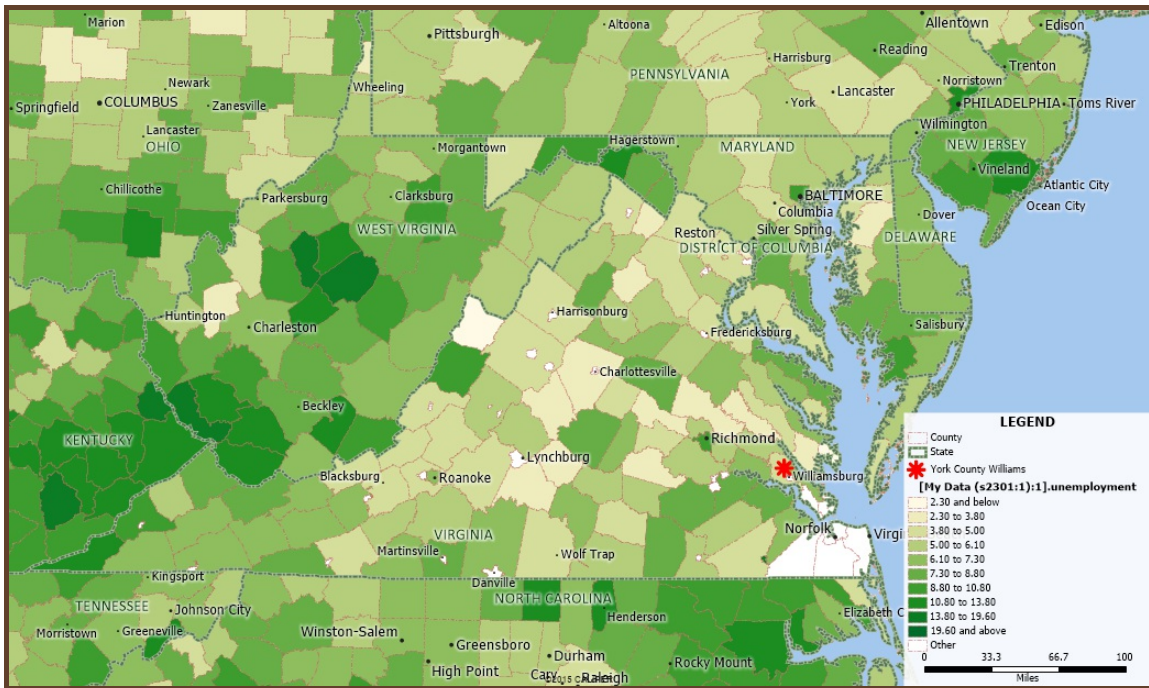 Marion
Altoona
Allentown
Edison
Pittsburgh
Reading
Harrisburg
Trenton
PENNSYLVANIA
Newark
Wheeling
Norristown
Lancaster
Springfield
COLUMBUS
Zanesville
York
PHILADELPHIA
Toms River
Lancaster
OHIO
Hagerstown
Wilmington
Morgantown
MARYLAND
NEW JERSEY
Vineland
Chillicothe
Clarksburg
Parkersburg
BALTIMORE
Atlantic City
Columbia
Ocean City
WEST VIRGINIA
Reston
Silver Spring
Dover
DISTRICT OF COLUMBIA
DELAWARE
Huntington
Harrisonburg
Charleston
Fredericksburg
Salisbury
Charlottesville
Beckley
KENTUCKY
Richmond
Lynchburg
Blacksburg
Roanoke
Williamsburg
VIRGINIA
Norfolk
Virgin
Martinsville
Wolf Trap
Kingsport
Danville
TENNESSEE
Johnson City
NORTH CAROLINA
Henderson
Elizabeth C
Morristown
Greeneville
Winston-Salem
Greensboro
High Point
Durham
Rocky Mount
Cary
Raleigh
LEGEND
County
State
York County Williams
[My Data (s2301:1):1].unemployment
2.30 and below
2.30 to 3.80
3.80 to 5.00
5.00 to 6.10
6.10 to 7.30
7.30 to 8.80
8.80 to 10.80
10.80 to 13.80
13.80 to 19.60
19.60 and above
Other
0 33.3 66.7 100
Miles